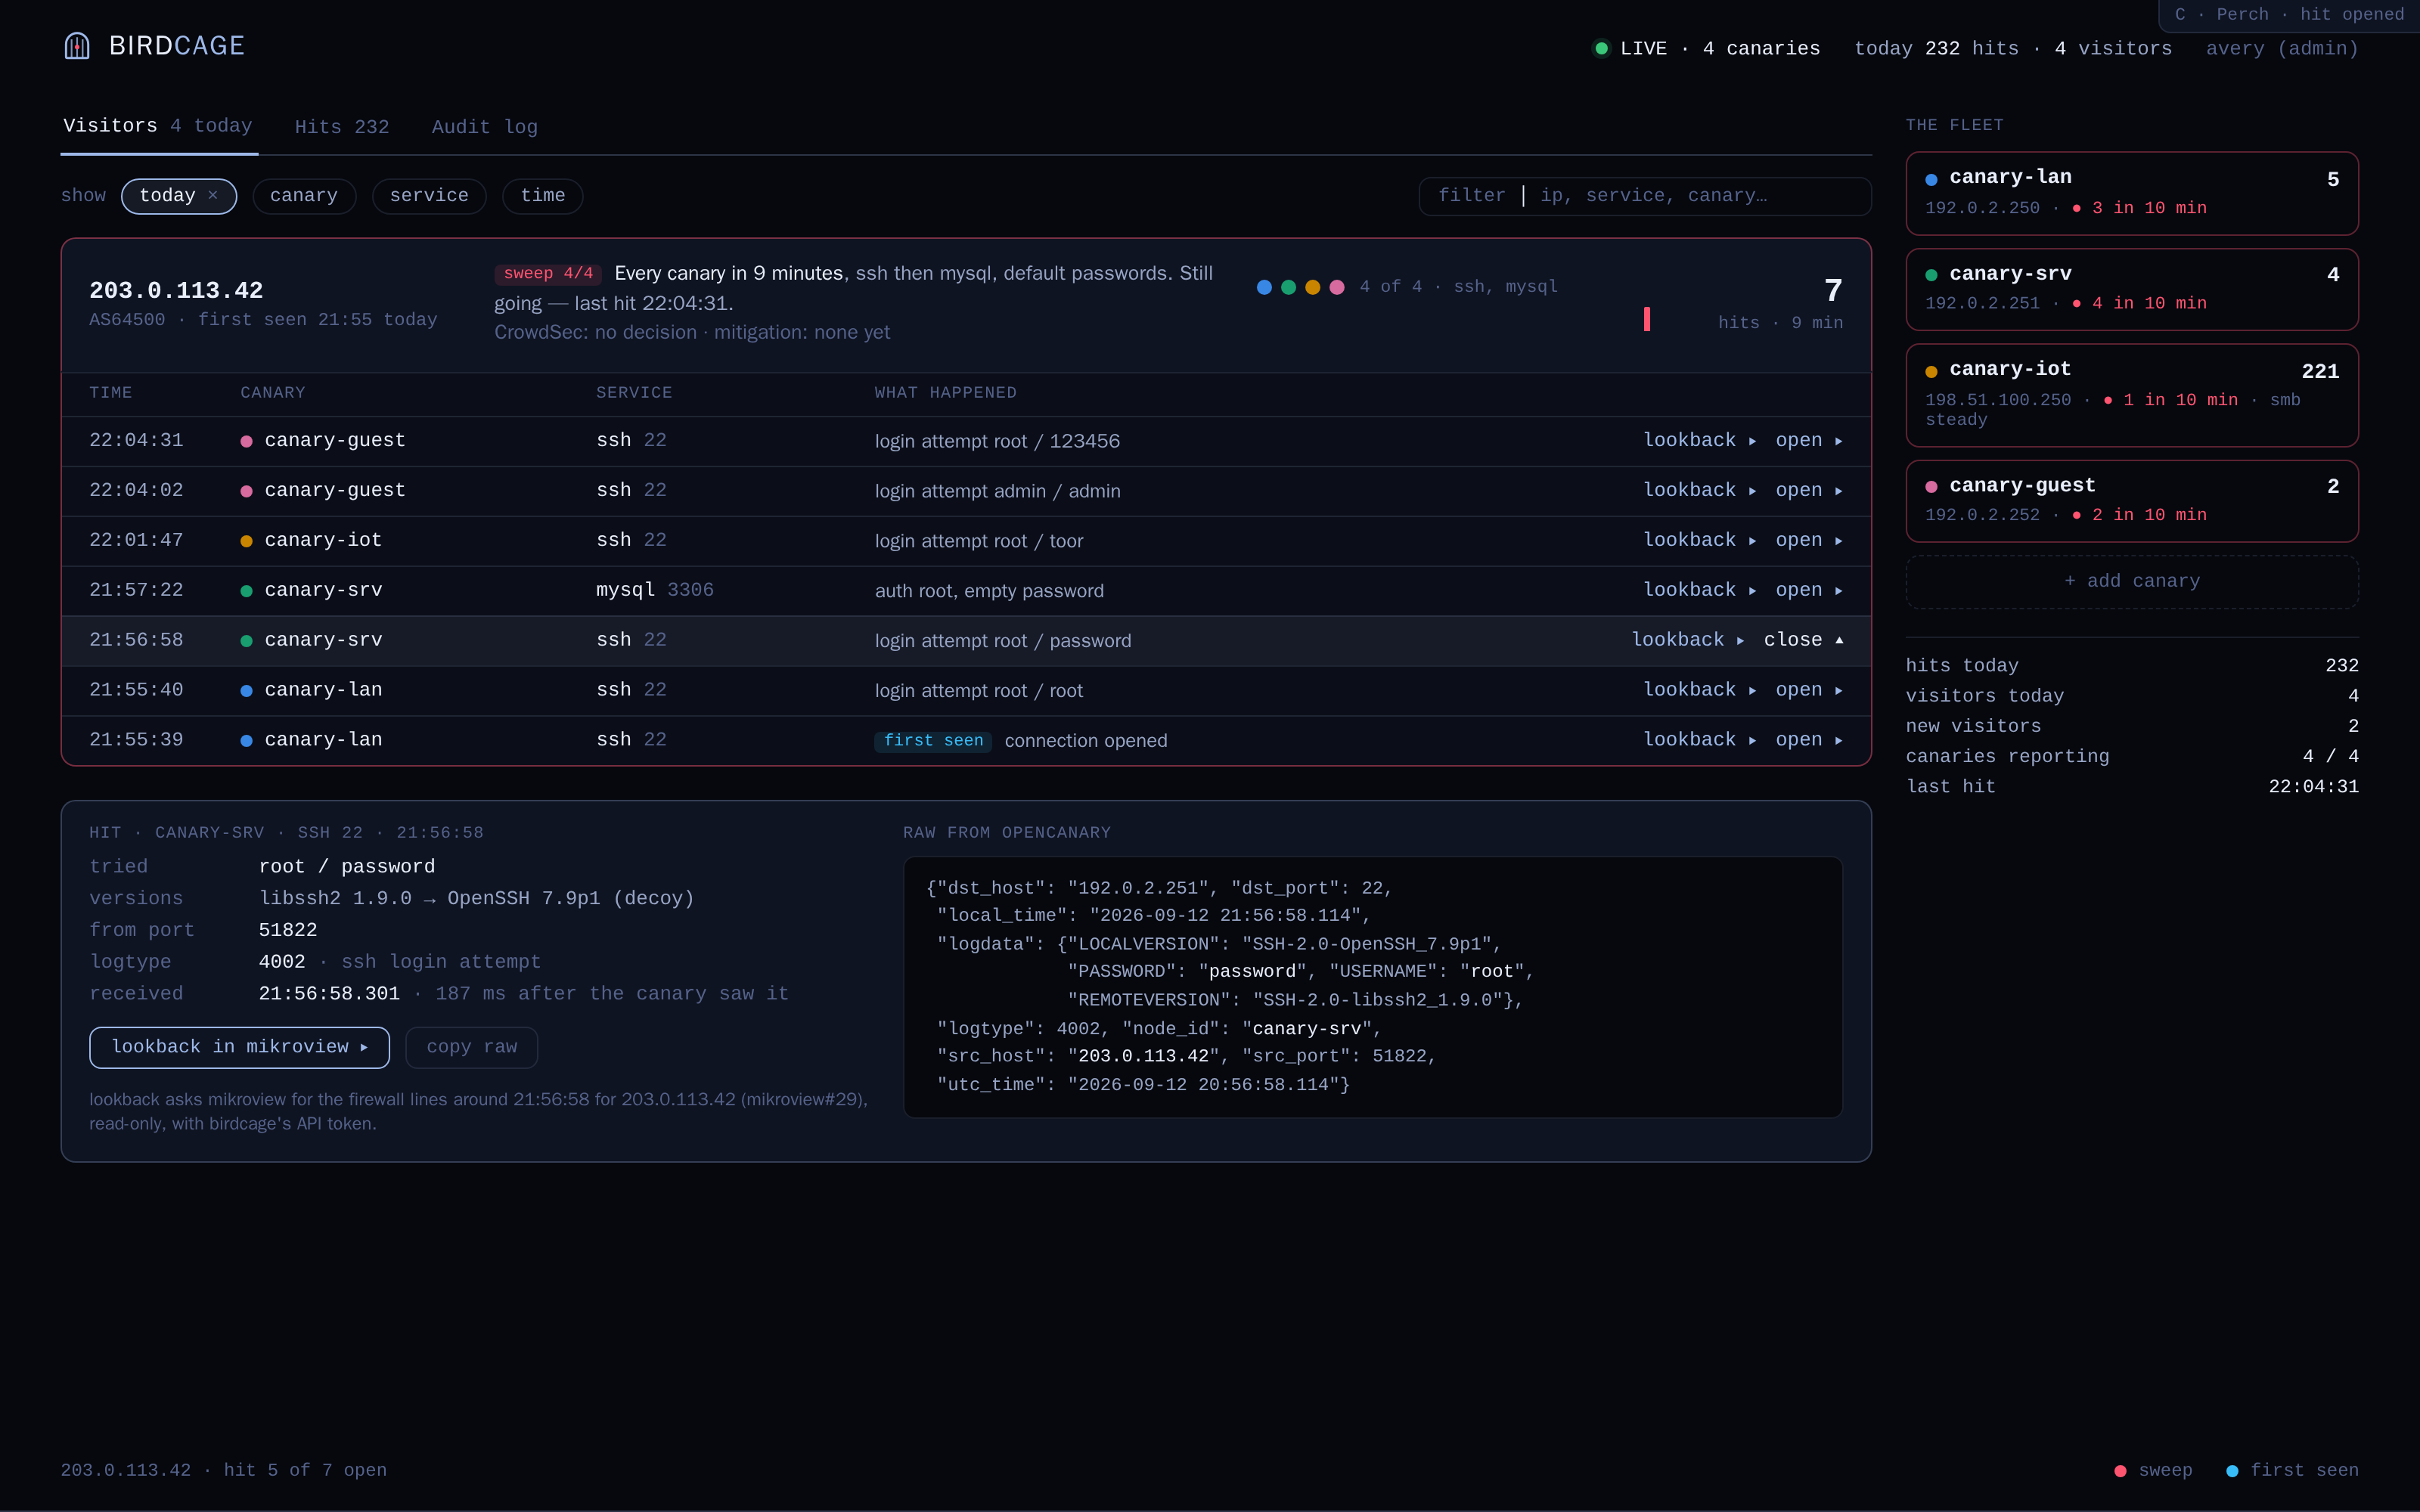 C · Perch · hit opened
BIRDCAGE
LIVE · 4 canaries today 232 hits · 4 visitors avery (admin)
Visitors 4 today Hits 232 Audit log
show today × canary service time filter ip, service, canary…
203.0.113.42
AS64500 · first seen 21:55 today
sweep 4/4 Every canary in 9 minutes, ssh then mysql, default passwords. Still
going — last hit 22:04:31.
CrowdSec: no decision · mitigation: none yet
4 of 4 · ssh, mysql
7
hits · 9 min
TIME CANARY SERVICE WHAT HAPPENED
22:04:31 canary-guest ssh 22 login attempt root / 123456 lookback ▸ open ▸
22:04:02 canary-guest ssh 22 login attempt admin / admin lookback ▸ open ▸
22:01:47 canary-iot ssh 22 login attempt root / toor lookback ▸ open ▸
21:57:22 canary-srv mysql 3306 auth root, empty password lookback ▸ open ▸
21:56:58 canary-srv ssh 22 login attempt root / password lookback ▸ close ▴
21:55:40 canary-lan ssh 22 login attempt root / root lookback ▸ open ▸
21:55:39 canary-lan ssh 22 first seen connection opened lookback ▸ open ▸
HIT · CANARY-SRV · SSH 22 · 21:56:58
tried root / password
versions libssh2 1.9.0 → OpenSSH 7.9p1 (decoy)
from port 51822
logtype 4002 · ssh login attempt
received 21:56:58.301 · 187 ms after the canary saw it
lookback in mikroview ▸ copy raw
lookback asks mikroview for the firewall lines around 21:56:58 for 203.0.113.42 (mikroview#29),
read-only, with birdcage's API token.
RAW FROM OPENCANARY
{"dst_host": "192.0.2.251", "dst_port": 22,
"local_time": "2026-09-12 21:56:58.114",
"logdata": {"LOCALVERSION": "SSH-2.0-OpenSSH_7.9p1",
"PASSWORD": "password", "USERNAME": "root",
"REMOTEVERSION": "SSH-2.0-libssh2_1.9.0"},
"logtype": 4002, "node_id": "canary-srv",
"src_host": "203.0.113.42", "src_port": 51822,
"utc_time": "2026-09-12 20:56:58.114"}
THE FLEET
canary-lan 5
192.0.2.250 · ● 3 in 10 min
canary-srv 4
192.0.2.251 · ● 4 in 10 min
canary-iot 221
198.51.100.250 · ● 1 in 10 min · smb
steady
canary-guest 2
192.0.2.252 · ● 2 in 10 min
+ add canary
hits today 232
visitors today 4
new visitors 2
canaries reporting 4 / 4
last hit 22:04:31
203.0.113.42 · hit 5 of 7 open
sweep first seen